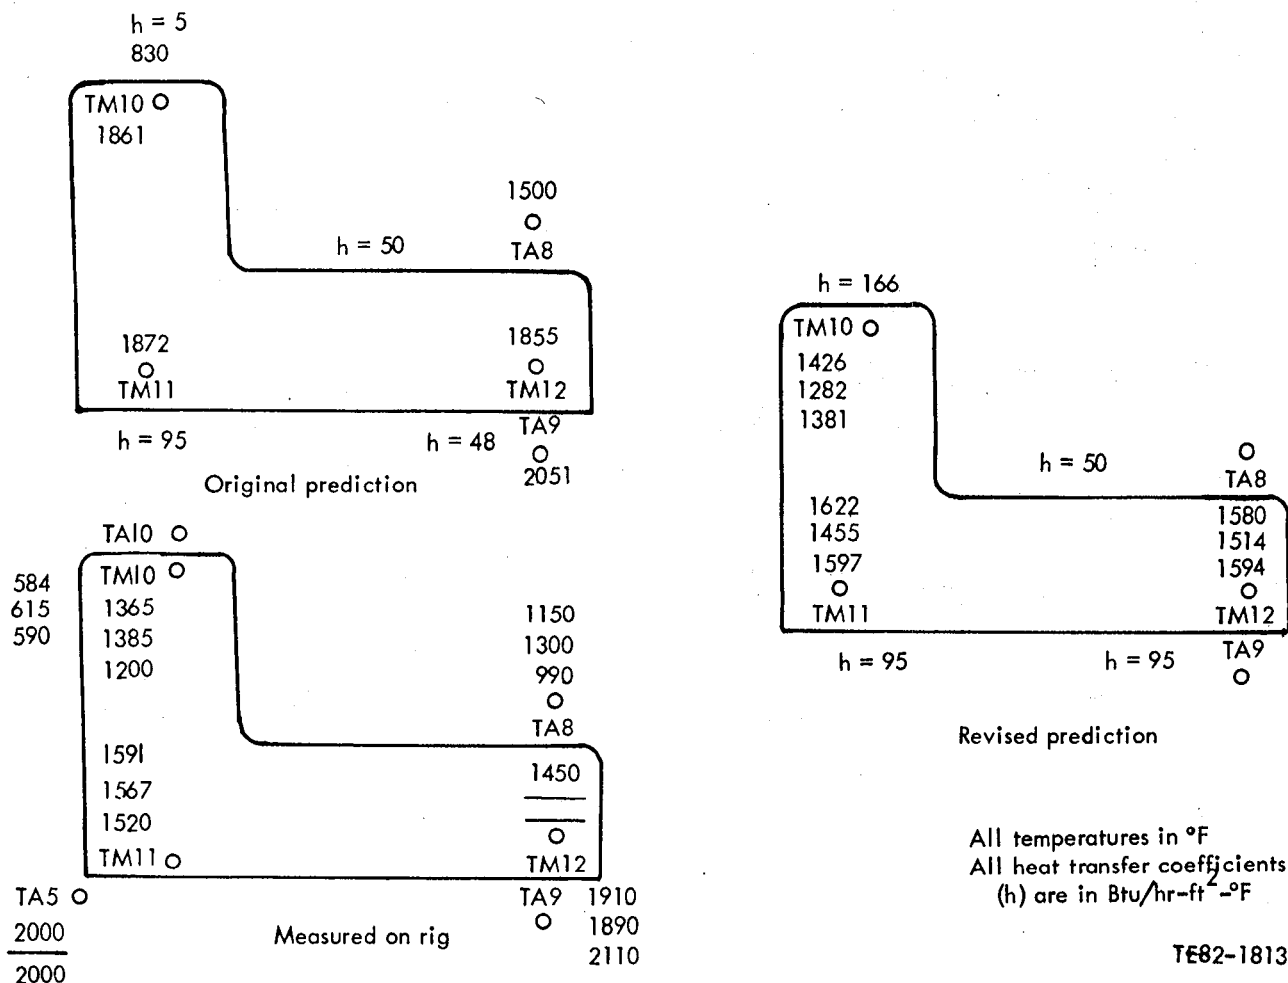 h = 5
830
TM10
1861
1500
h = 50
TA8
1872
TM11
1855
TM12
h = 95
h = 48
TA9
2051
Original prediction
TA10
TM10
584
615
590
1365
1385
1200
1150
1300
990
TA8
1591
1567
1520
TM11
1450
TM12
TA5
2000
2000
TA9
1910
1890
2110
Measured on rig
h = 166
TM10
1426
1282
1381
h = 50
TA8
1622
1455
1597
TM11
1580
1514
1594
TM12
h = 95
h = 95
TA9
Revised prediction
All temperatures in °F
All heat transfer coefficients
(h) are in Btu/hr-ft²-°F
TE82-1813